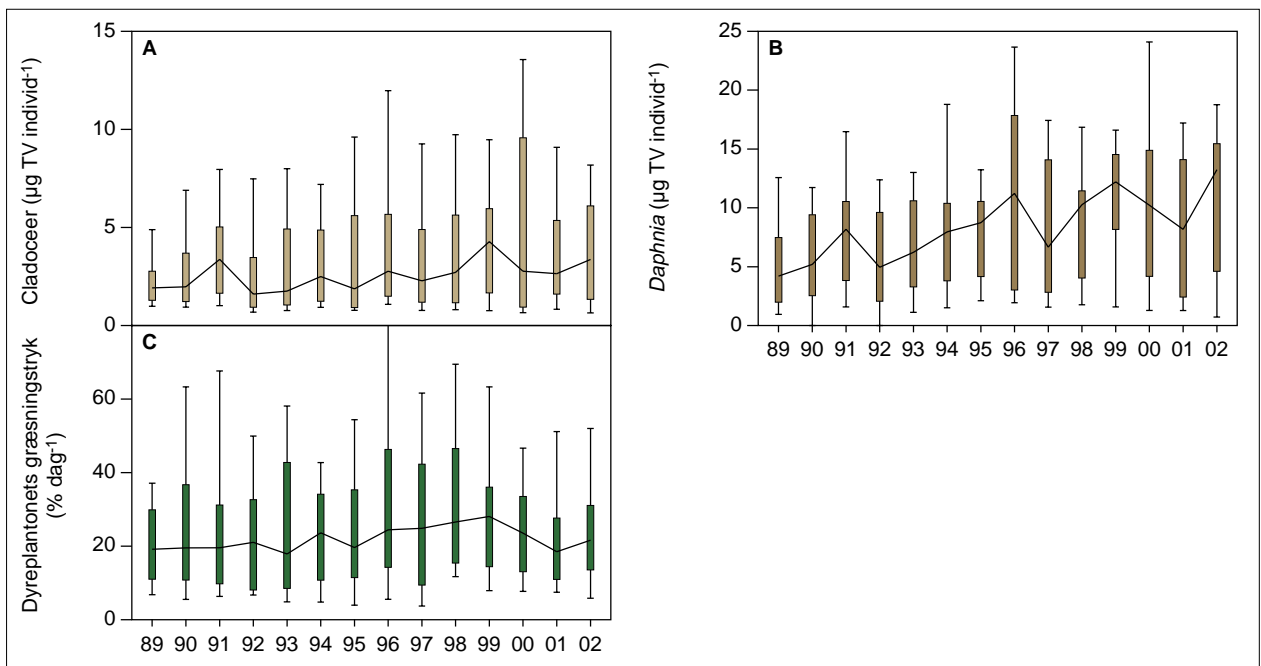 A
Cladoceer (µg TV individ-1)
15
10
5
0
B
Daphnia (µg TV individ-1)
25
20
15
10
5
0
89 90 91 92 93 94 95 96 97 98 99 00 01 02
C
Dyreplantonets græsningstryk
(% dag-1)
60
40
20
0
89 90 91 92 93 94 95 96 97 98 99 00 01 02